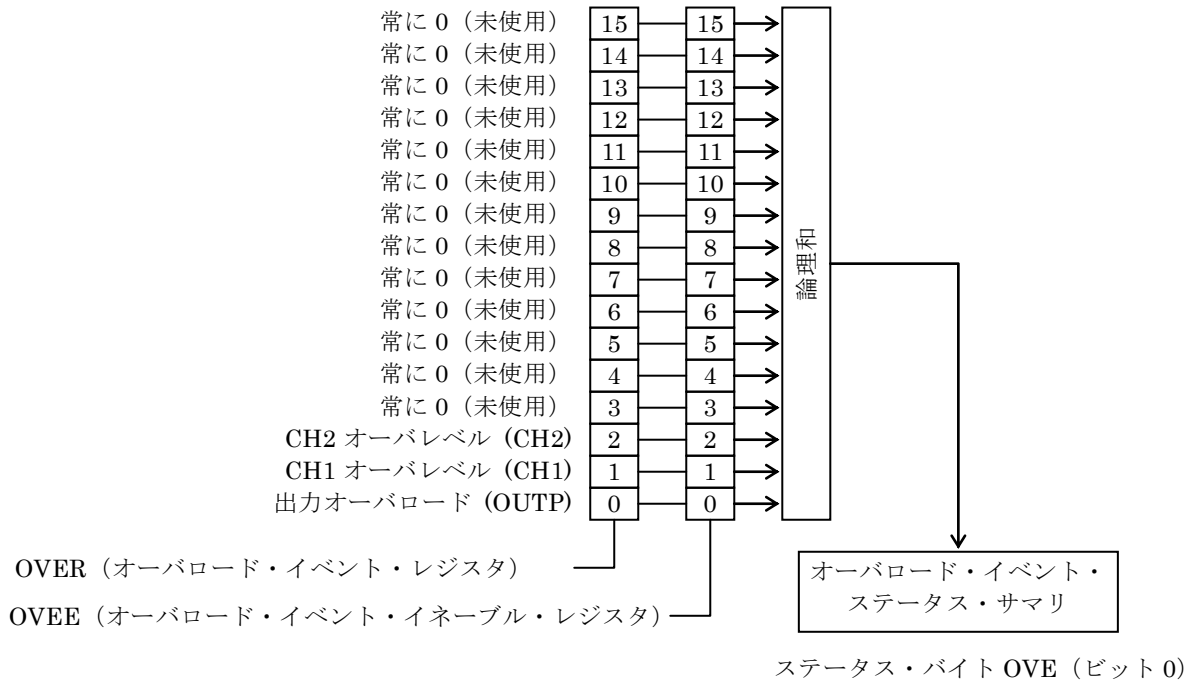 常に 0（未使用） 15 15
常に 0（未使用） 14 14
常に 0（未使用） 13 13
常に 0（未使用） 12 12
常に 0（未使用） 11 11
常に 0（未使用） 10 10
常に 0（未使用） 9 9
常に 0（未使用） 8 8
常に 0（未使用） 7 7
常に 0（未使用） 6 6
常に 0（未使用） 5 5
常に 0（未使用） 4 4
常に 0（未使用） 3 3
CH2 オーバレベル (CH2) 2 2
CH1 オーバレベル (CH1) 1 1
出力オーバロード (OUTP) 0 0
論理和
OVER（オーバロード・イベント・レジスタ）
OVEE（オーバロード・イベント・イネーブル・レジスタ）
オーバロード・イベント・
ステータス・サマリ
ステータス・バイト OVE（ビット 0）